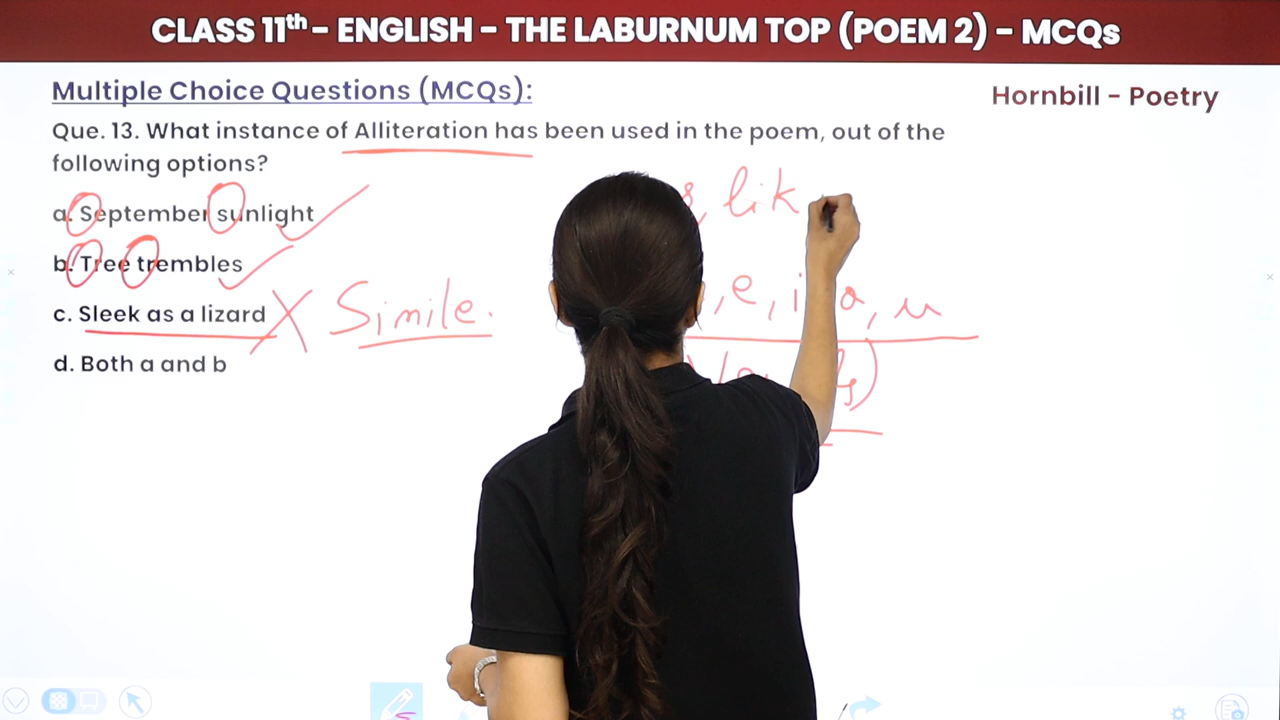 CLASS 11th – ENGLISH – THE LABURNUM TOP (POEM 2) – MCQs
Multiple Choice Questions (MCQs):
Hornbill – Poetry
Que. 13. What instance of Alliteration has been used in the poem, out of the
following options?
a. September sunlight
b. Tree trembles
c. Sleek as a lizard
Simile.
d. Both a and b
s, lik
, e, i, o, u